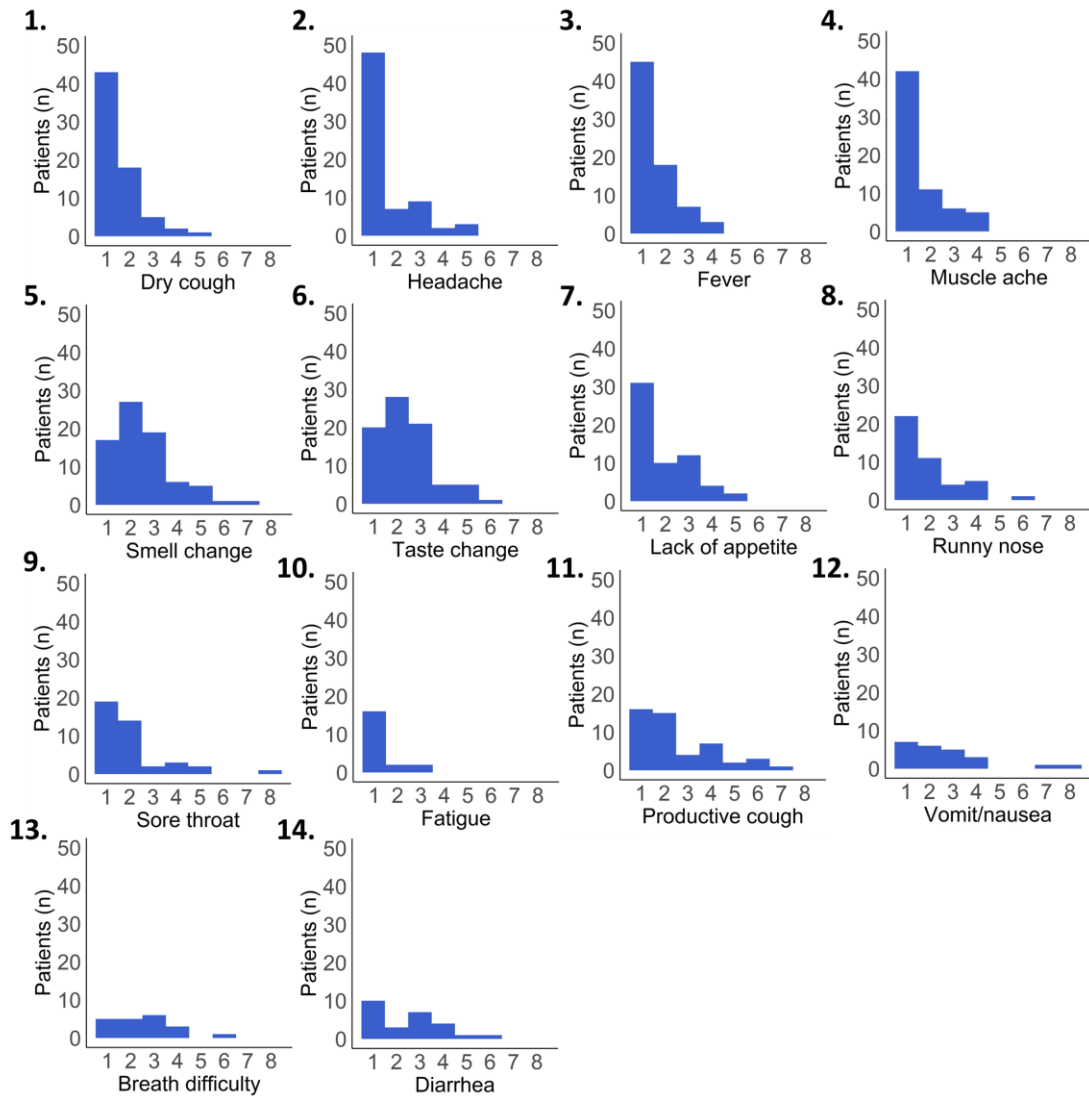 1.
Patients (n)
50
40
30
20
10
0
1 2 3 4 5 6 7 8
Dry cough
2.
Patients (n)
50
40
30
20
10
0
1 2 3 4 5 6 7 8
Headache
3.
Patients (n)
50
40
30
20
10
0
1 2 3 4 5 6 7 8
Fever
4.
Patients (n)
50
40
30
20
10
0
1 2 3 4 5 6 7 8
Muscle ache
5.
Patients (n)
50
40
30
20
10
0
1 2 3 4 5 6 7 8
Smell change
6.
Patients (n)
50
40
30
20
10
0
1 2 3 4 5 6 7 8
Taste change
7.
Patients (n)
50
40
30
20
10
0
1 2 3 4 5 6 7 8
Lack of appetite
8.
Patients (n)
50
40
30
20
10
0
1 2 3 4 5 6 7 8
Runny nose
9.
Patients (n)
50
40
30
20
10
0
1 2 3 4 5 6 7 8
Sore throat
10.
Patients (n)
50
40
30
20
10
0
1 2 3 4 5 6 7 8
Fatigue
11.
Patients (n)
50
40
30
20
10
0
1 2 3 4 5 6 7 8
Productive cough
12.
Patients (n)
50
40
30
20
10
0
1 2 3 4 5 6 7 8
Vomit/nausea
13.
Patients (n)
50
40
30
20
10
0
1 2 3 4 5 6 7 8
Breath difficulty
14.
Patients (n)
50
40
30
20
10
0
1 2 3 4 5 6 7 8
Diarrhea